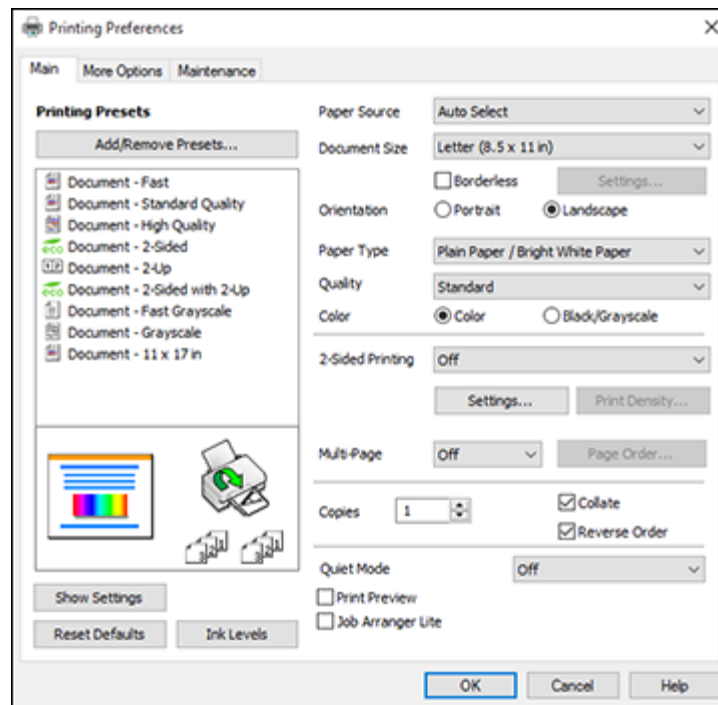 Printing Preferences
Main More Options Maintenance
Printing Presets
Add/Remove Presets...
Document - Fast
Document - Standard Quality
Document - High Quality
eco Document - 2-Sided
Document - 2-Up
eco Document - 2-Sided with 2-Up
Document - Fast Grayscale
Document - Grayscale
Document - 11 x 17 in
Show Settings
Reset Defaults Ink Levels
Paper Source Auto Select
Document Size Letter (8.5 x 11 in)
Borderless Settings...
Orientation Portrait Landscape
Paper Type Plain Paper / Bright White Paper
Quality Standard
Color Color Black/Grayscale
2-Sided Printing Off
Settings... Print Density...
Multi-Page Off Page Order...
Copies 1 Collate
Reverse Order
Quiet Mode Off
Print Preview
Job Arranger Lite
OK Cancel Help